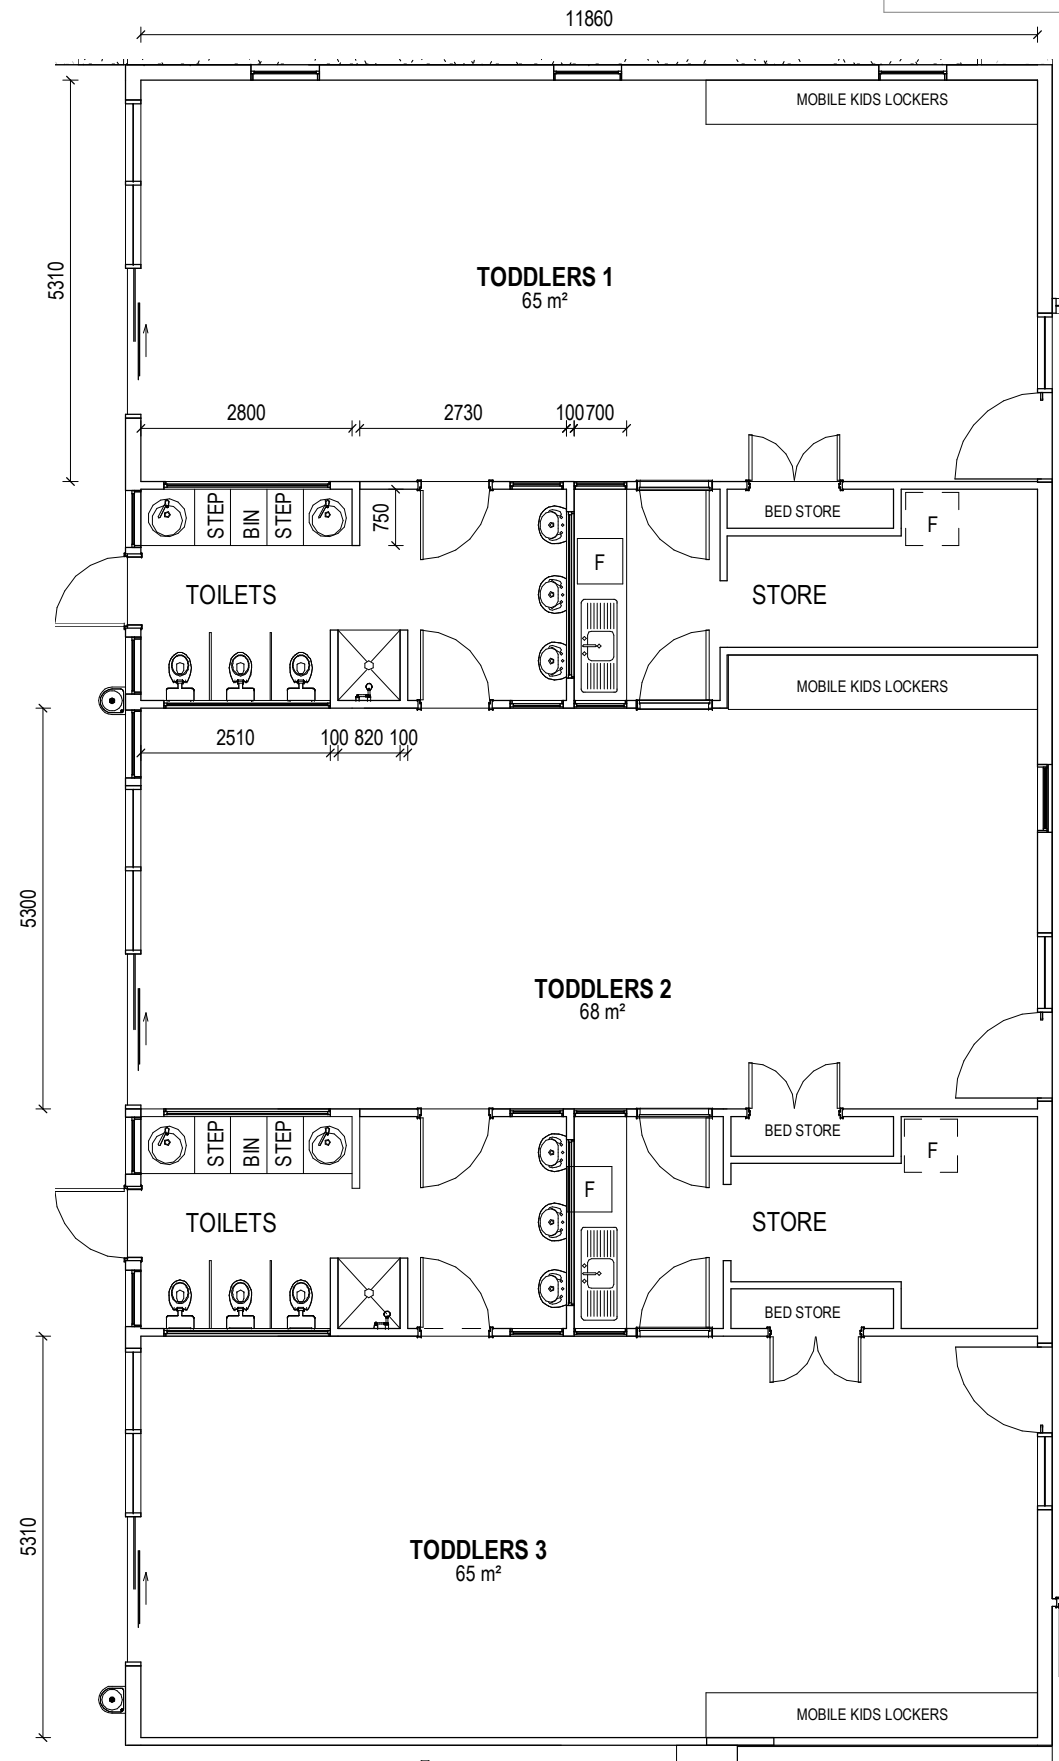 11860
MOBILE KIDS LOCKERS
5310
TODDLERS 1
65 m²
2800
2730
100
700
STEP
BIN
STEP
750
BED STORE
F
F
TOILETS
STORE
MOBILE KIDS LOCKERS
2510
100
820
100
5300
TODDLERS 2
68 m²
STEP
BIN
STEP
BED STORE
F
F
TOILETS
STORE
BED STORE
5310
TODDLERS 3
65 m²
MOBILE KIDS LOCKERS